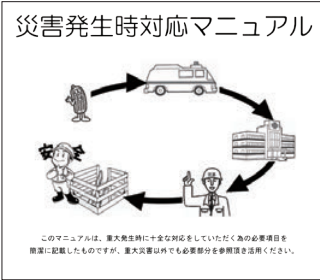 災害発生時対応マニュアル
安全
このマニュアルは、重大発生時に十全な対応をしていただく為の必要項目を
簡潔に記載したものですが、重大災害以外でも必要部分を参照頂き活用ください。